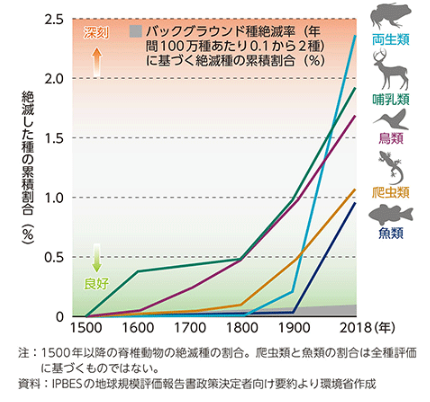 2.5
2.0
1.5
1.0
0.5
0
絶滅した種の累積割合（%）
深刻
良好
バックグラウンド種絶滅率（年
間100万種あたり0.1から2種）
に基づく絶滅種の累積割合（%）
両生類
哺乳類
鳥類
爬虫類
魚類
1500 1600 1700 1800 1900 2018（年）
注：1500年以降の脊椎動物の絶滅種の割合。爬虫類と魚類の割合は全種評価
に基づくものではない。
資料：IPBESの地球規模評価報告書政策決定者向け要約より環境省作成